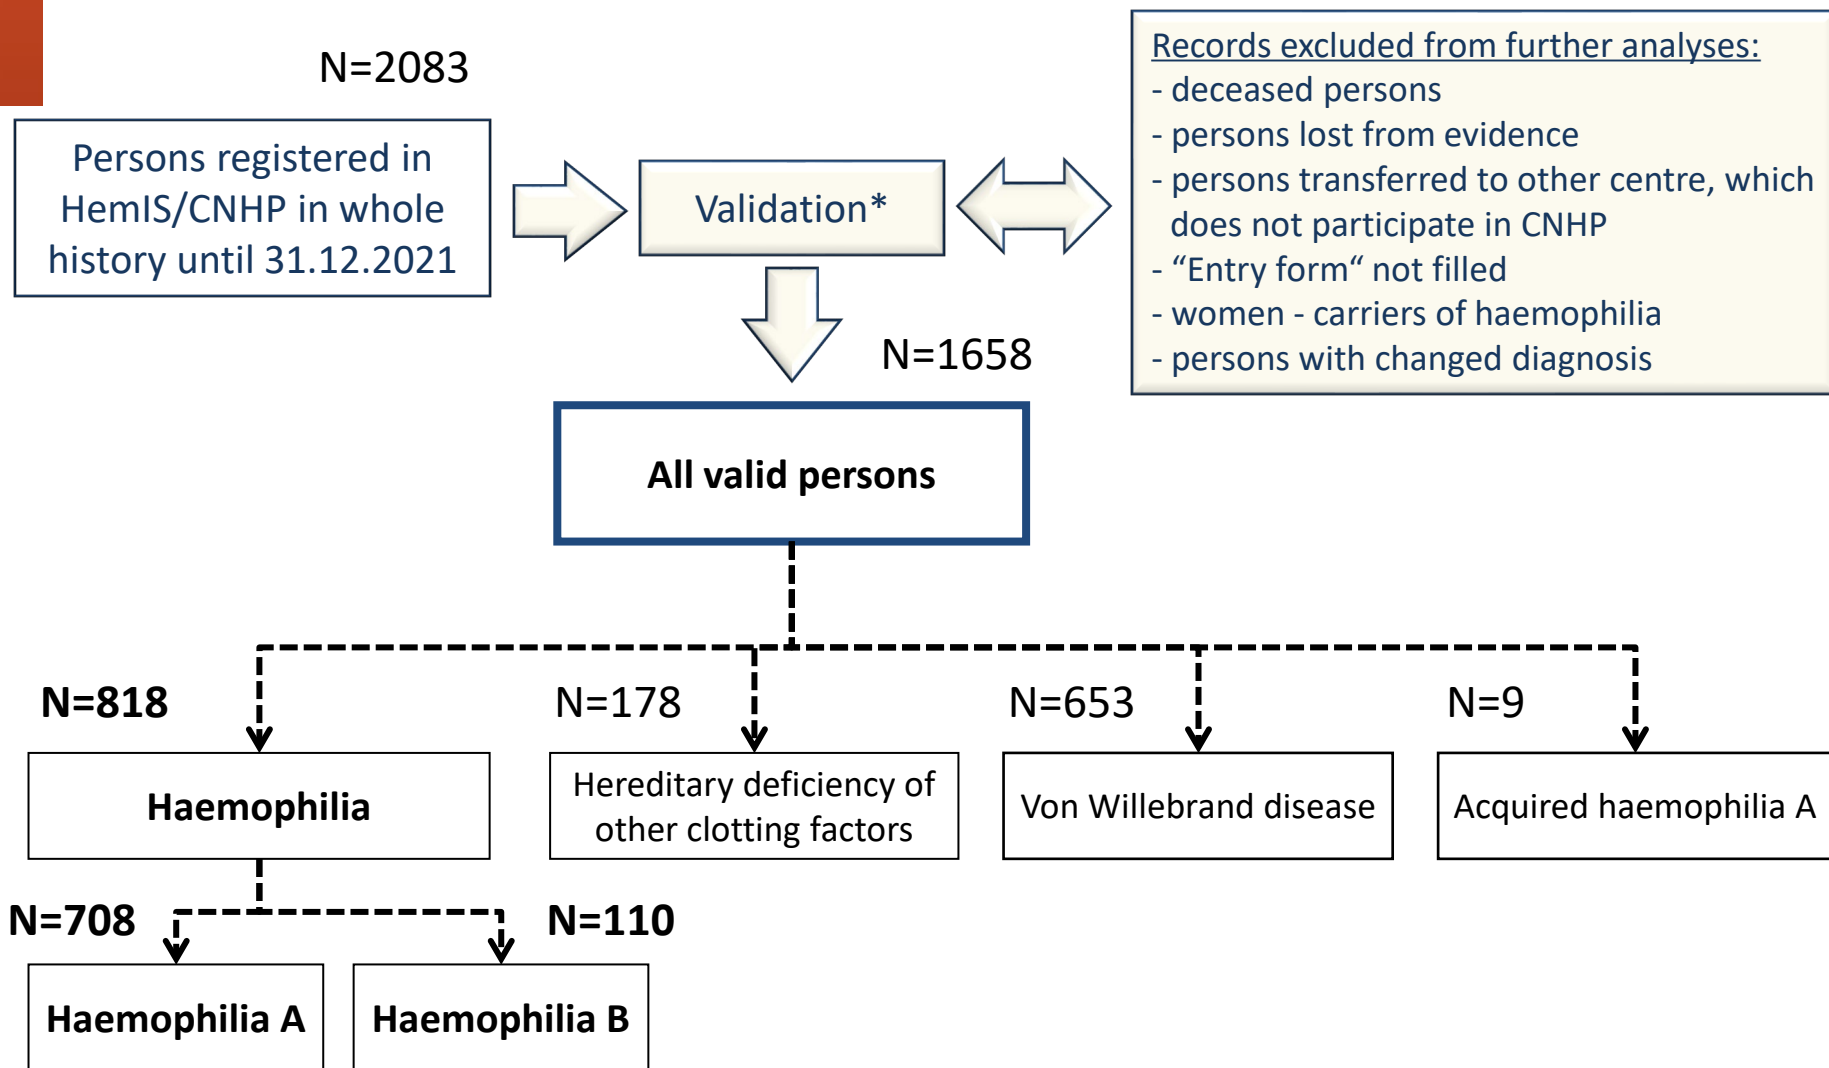 N=2083
Persons registered in
HemIS/CNHP in whole
history until 31.12.2021
Validation*
Records excluded from further analyses:
- deceased persons
- persons lost from evidence
- persons transferred to other centre, which
does not participate in CNHP
- “Entry form“ not filled
- women - carriers of haemophilia
- persons with changed diagnosis
N=1658
All valid persons
N=818
N=178
N=653
N=9
Haemophilia
Hereditary deficiency of
other clotting factors
Von Willebrand disease
Acquired haemophilia A
N=708
N=110
Haemophilia A
Haemophilia B